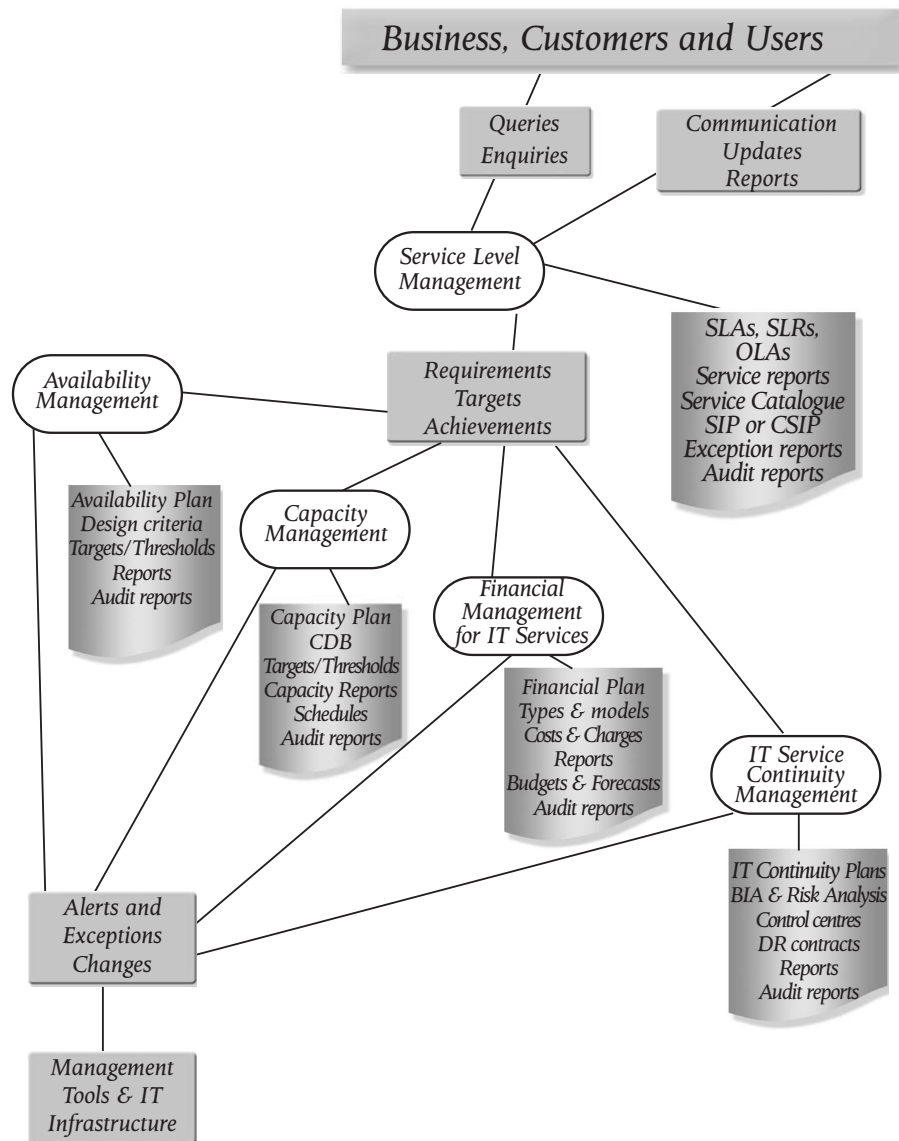 Business, Customers and Users
Queries
Enquiries
Communication
Updates
Reports
Service Level
Management
SLAs, SLRs,
OLAs
Service reports
Service Catalogue
SIP or CSIP
Exception reports
Audit reports
Requirements
Targets
Achievements
Availability
Management
Availability Plan
Design criteria
Targets/Thresholds
Reports
Audit reports
Capacity
Management
Capacity Plan
CDB
Targets/Thresholds
Capacity Reports
Schedules
Audit reports
Financial
Management
for IT Services
Financial Plan
Types & models
Costs & Charges
Reports
Budgets & Forecasts
Audit reports
IT Service
Continuity
Management
IT Continuity Plans
BIA & Risk Analysis
Control centres
DR contracts
Reports
Audit reports
Alerts and
Exceptions
Changes
Management
Tools & IT
Infrastructure